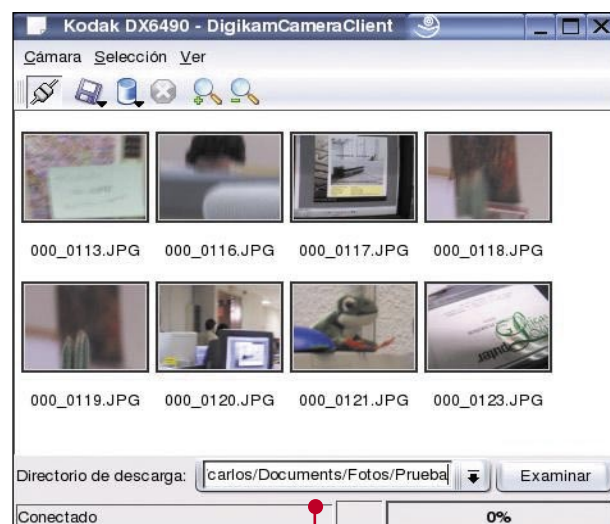 Kodak DX6490 - DigikamCameraClient
Cámara Selección Ver
000_0113.JPG 000_0116.JPG 000_0117.JPG 000_0118.JPG
000_0119.JPG 000_0120.JPG 000_0121.JPG 000_0123.JPG
Directorio de descarga: carlos/Documents/Fotos/Prueba Examinar
Conectado 0%